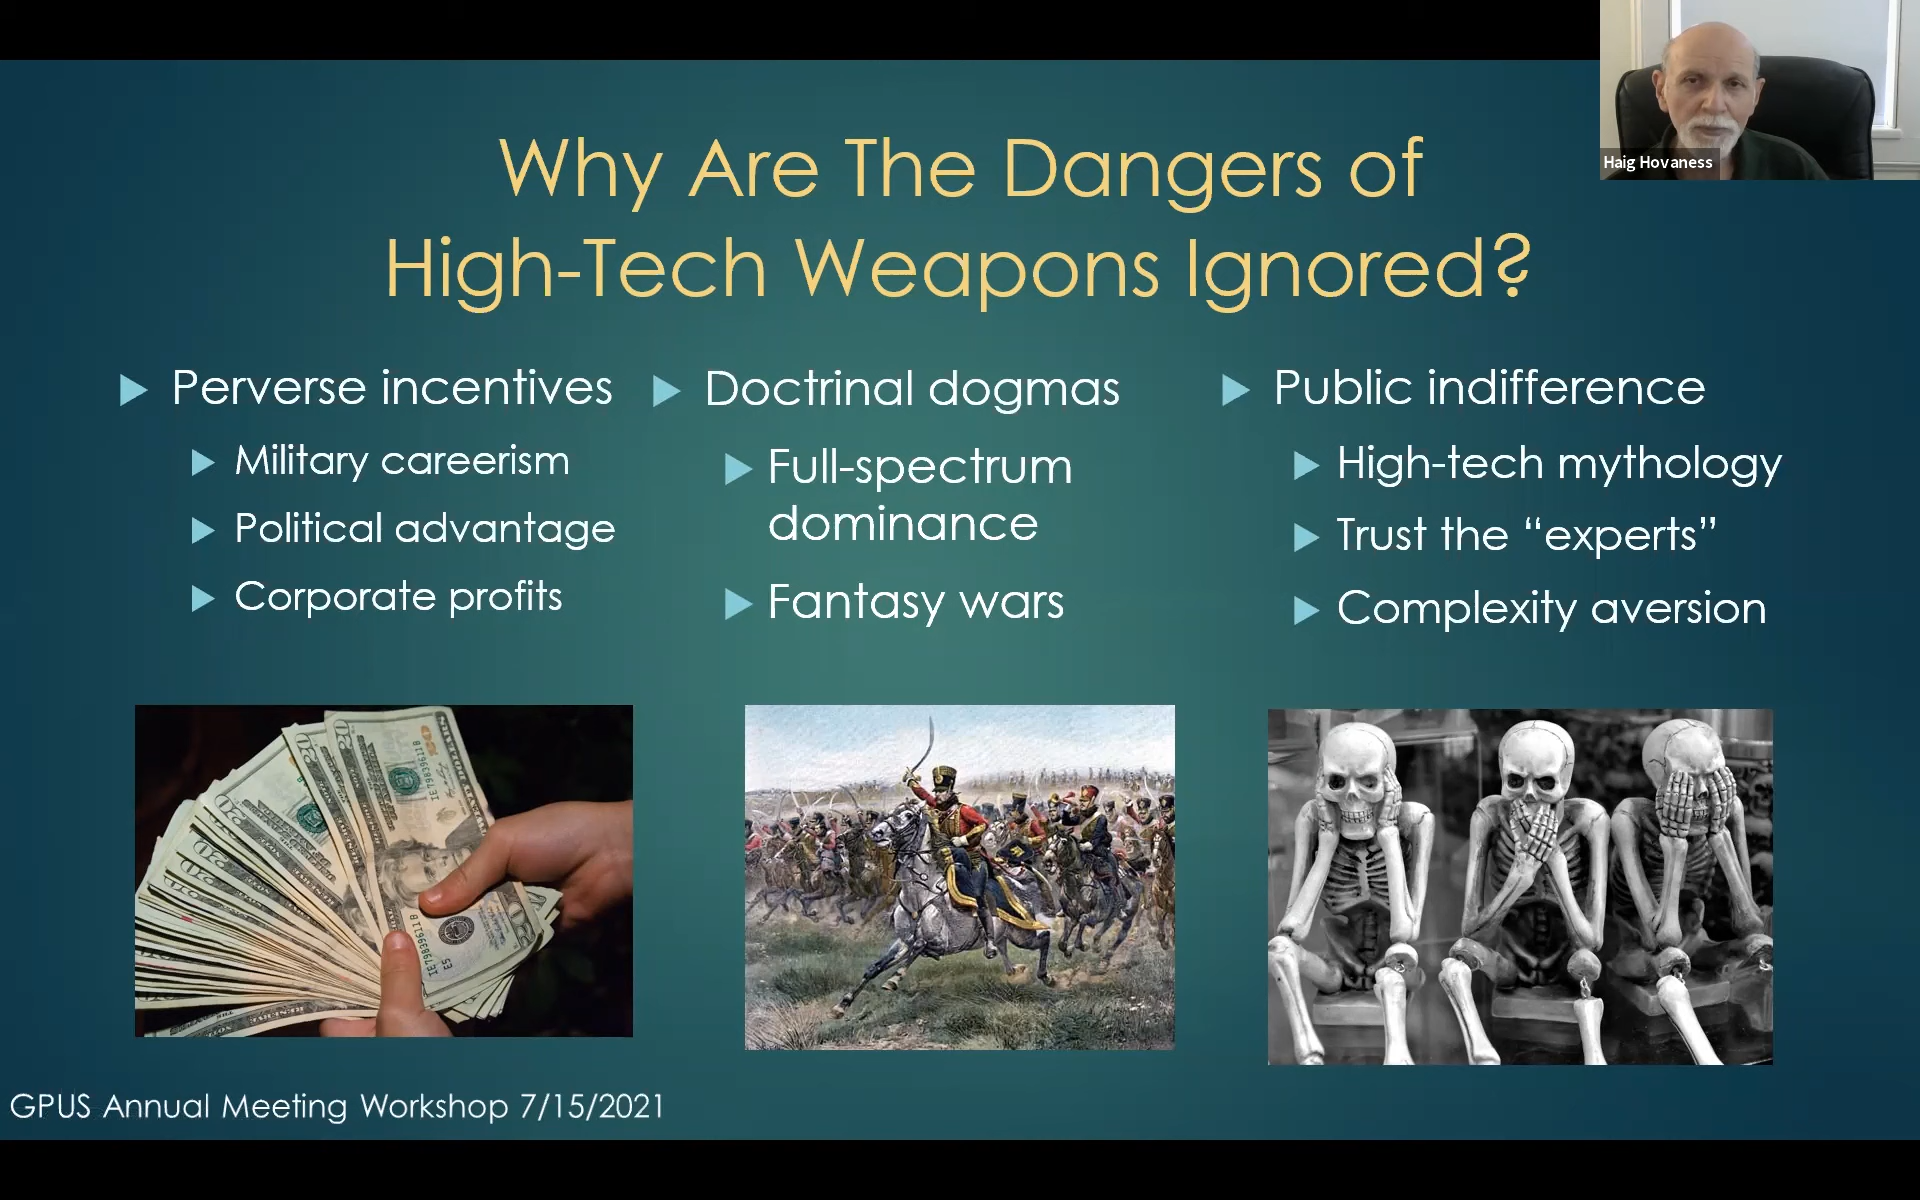 Haig Hovaness
Why Are The Dangers of
High-Tech Weapons Ignored?
Perverse incentives
Military careerism
Political advantage
Corporate profits
Doctrinal dogmas
Full-spectrum
dominance
Fantasy wars
Public indifference
High-tech mythology
Trust the “experts”
Complexity aversion
GPUS Annual Meeting Workshop 7/15/2021